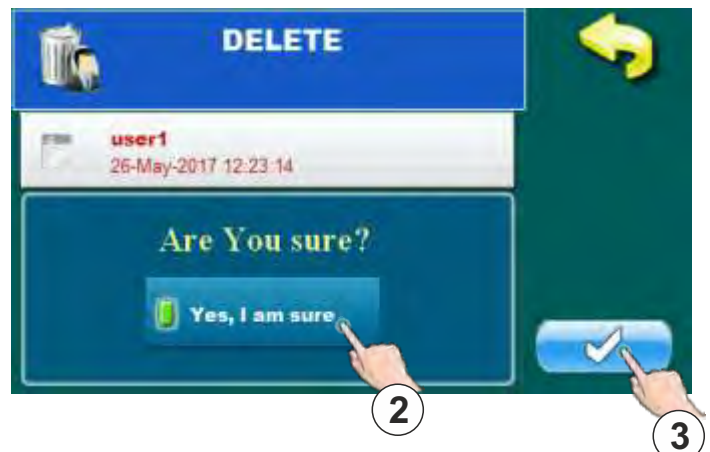 DELETE
user1
26-May-2017 12:23:14
Are You sure?
Yes, I am sure
2
3